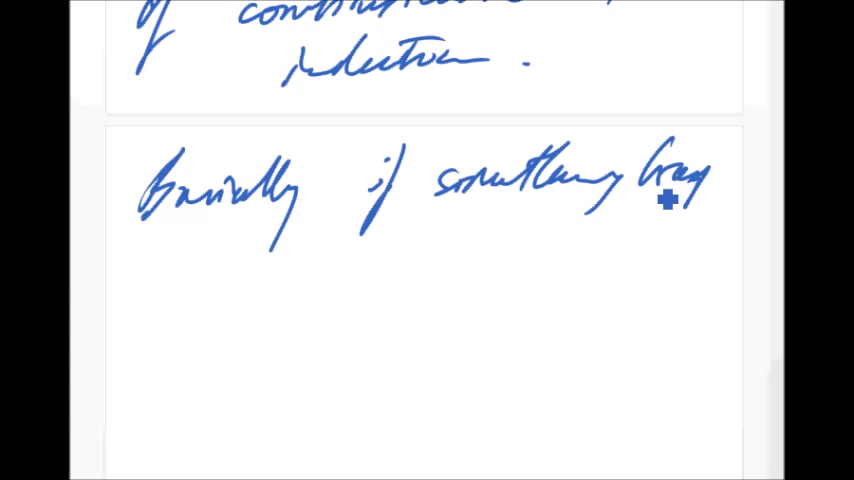 of
induction.
Basically if something